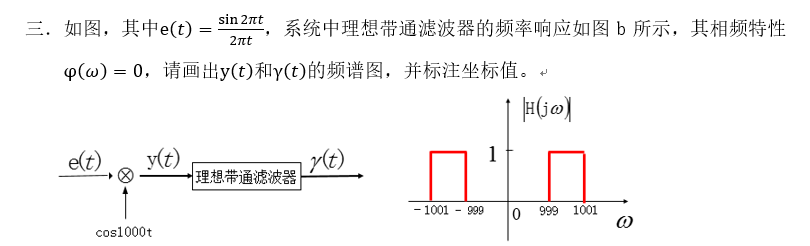 三．如图，其中e(t) = sin 2πt / 2πt，系统中理想带通滤波器的频率响应如图 b 所示，其相频特性
φ(ω) = 0，请画出y(t)和γ(t)的频谱图，并标注坐标值。↵
e(t)
y(t)
理想带通滤波器
γ(t)
cos1000t
|H(jω)|
1
－1001 －999 0 999 1001 ω